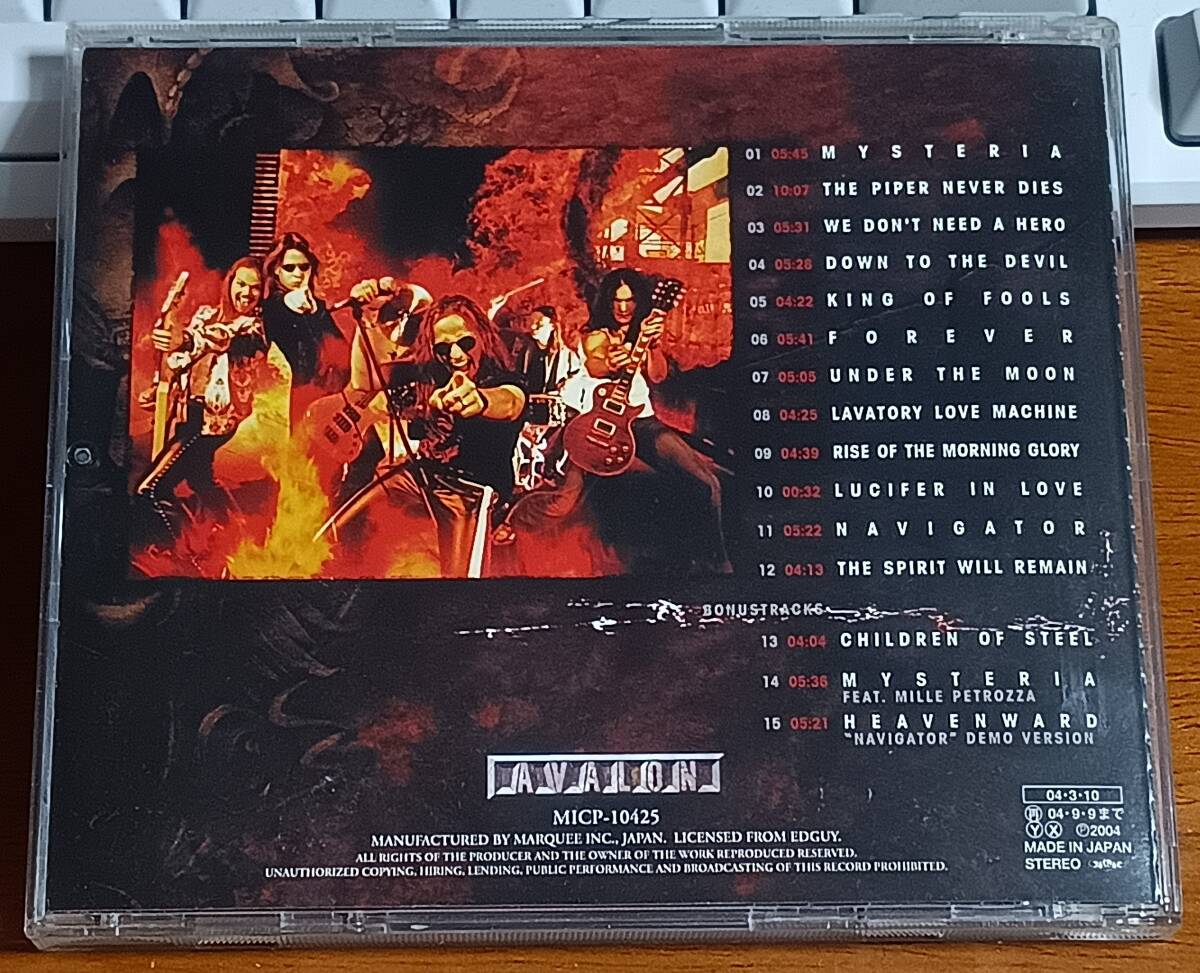 01 05:45 MYSTERIA
02 10:07 THE PIPER NEVER DIES
03 05:31 WE DON'T NEED A HERO
04 05:28 DOWN TO THE DEVIL
05 04:22 KING OF FOOLS
06 05:41 FOREVER
07 05:05 UNDER THE MOON
08 04:25 LAVATORY LOVE MACHINE
09 04:39 RISE OF THE MORNING GLORY
10 00:32 LUCIFER IN LOVE
11 05:22 NAVIGATOR
12 04:13 THE SPIRIT WILL REMAIN
BONUSTRACKS
13 04:04 CHILDREN OF STEEL
14 05:36 MYSTERIA
FEAT. MILLE PETROZZA
15 05:21 HEAVENWARD
"NAVIGATOR" DEMO VERSION
AVALON
MICP-10425
MANUFACTURED BY MARQUEE INC., JAPAN. LICENSED FROM EDGUY.
ALL RIGHTS OF THE PRODUCER AND THE OWNER OF THE WORK REPRODUCED RESERVED.
UNAUTHORIZED COPYING, HIRING, LENDING, PUBLIC PERFORMANCE AND BROADCASTING OF THIS RECORD PROHIBITED.
04・3・10
04・9・9まで
Ⓨ Ⓧ ℗2004
MADE IN JAPAN
STEREO